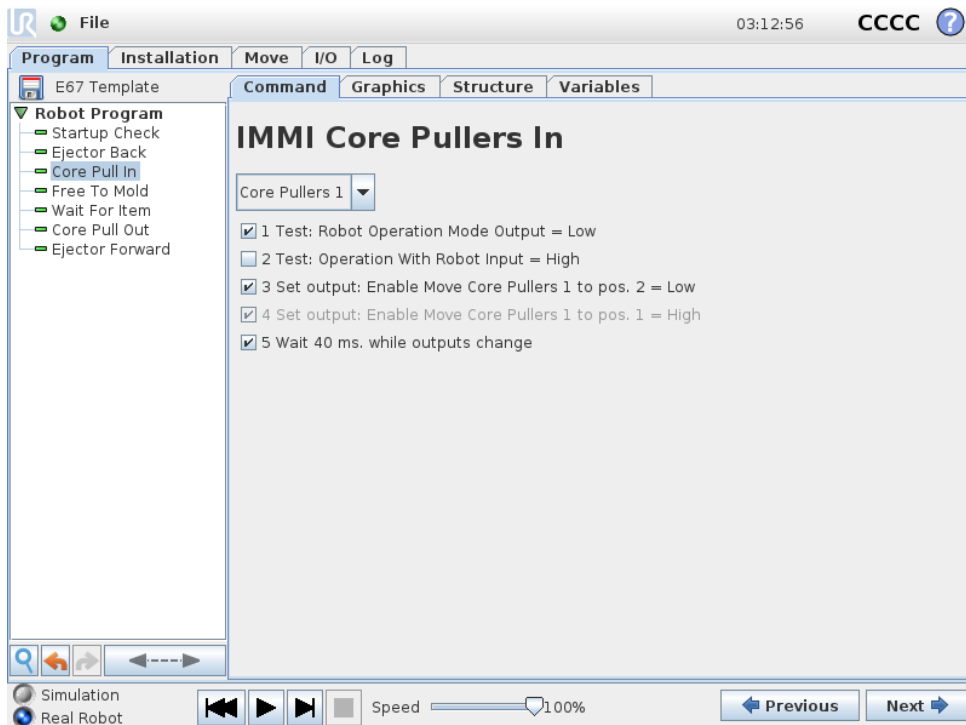 UR File 03:12:56 CCCC ?
Program Installation Move I/O Log
E67 Template Command Graphics Structure Variables
Robot Program
Startup Check
Ejector Back
Core Pull In
Free To Mold
Wait For Item
Core Pull Out
Ejector Forward
IMMI Core Pullers In
Core Pullers 1
1 Test: Robot Operation Mode Output = Low
2 Test: Operation With Robot Input = High
3 Set output: Enable Move Core Pullers 1 to pos. 2 = Low
4 Set output: Enable Move Core Pullers 1 to pos. 1 = High
5 Wait 40 ms. while outputs change
Simulation
Real Robot
Speed 100%
Previous Next